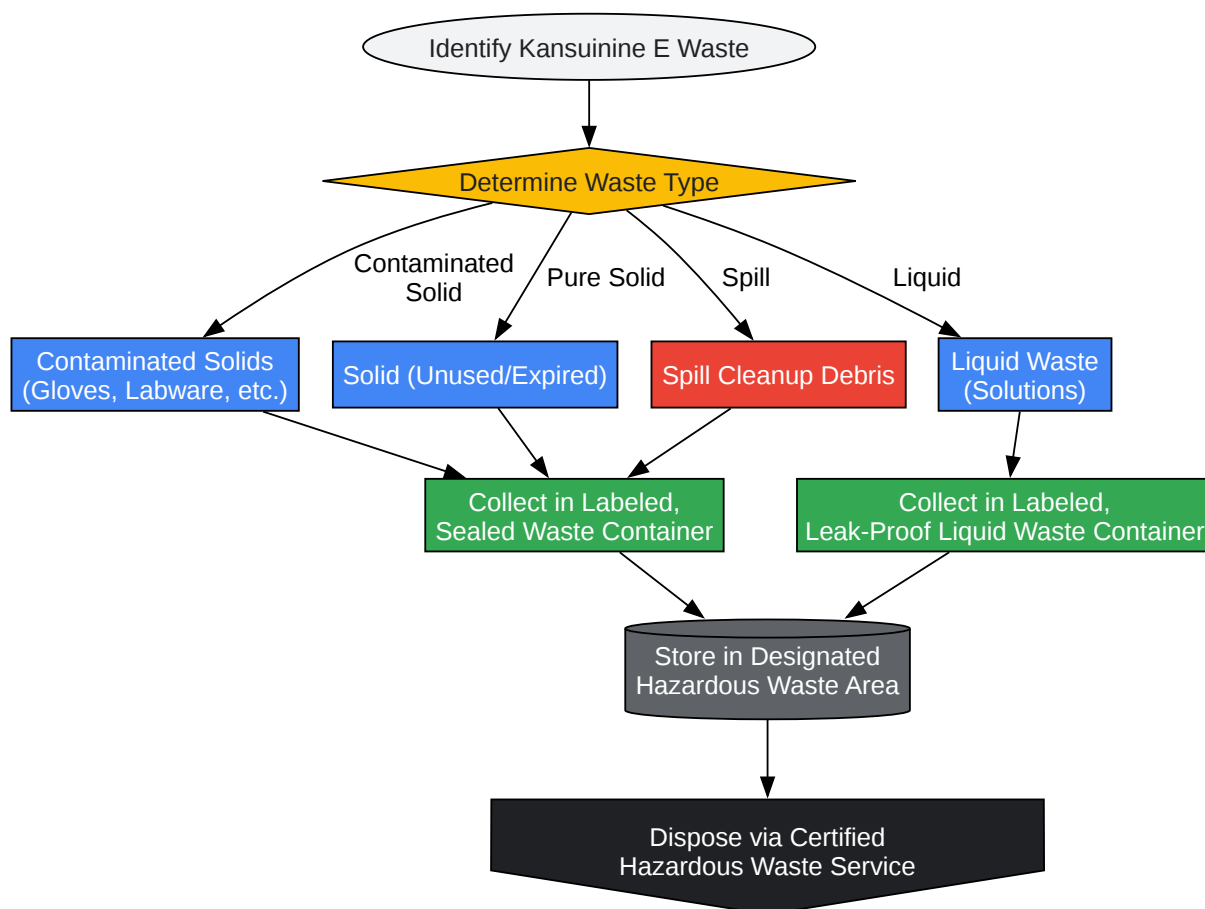 Identify Kansuinine E Waste
Determine Waste Type
Contaminated
Solid
Pure Solid
Spill
Liquid
Contaminated Solids
(Gloves, Labware, etc.)
Solid (Unused/Expired)
Spill Cleanup Debris
Liquid Waste
(Solutions)
Collect in Labeled,
Sealed Waste Container
Collect in Labeled,
Leak-Proof Liquid Waste Container
Store in Designated
Hazardous Waste Area
Dispose via Certified
Hazardous Waste Service